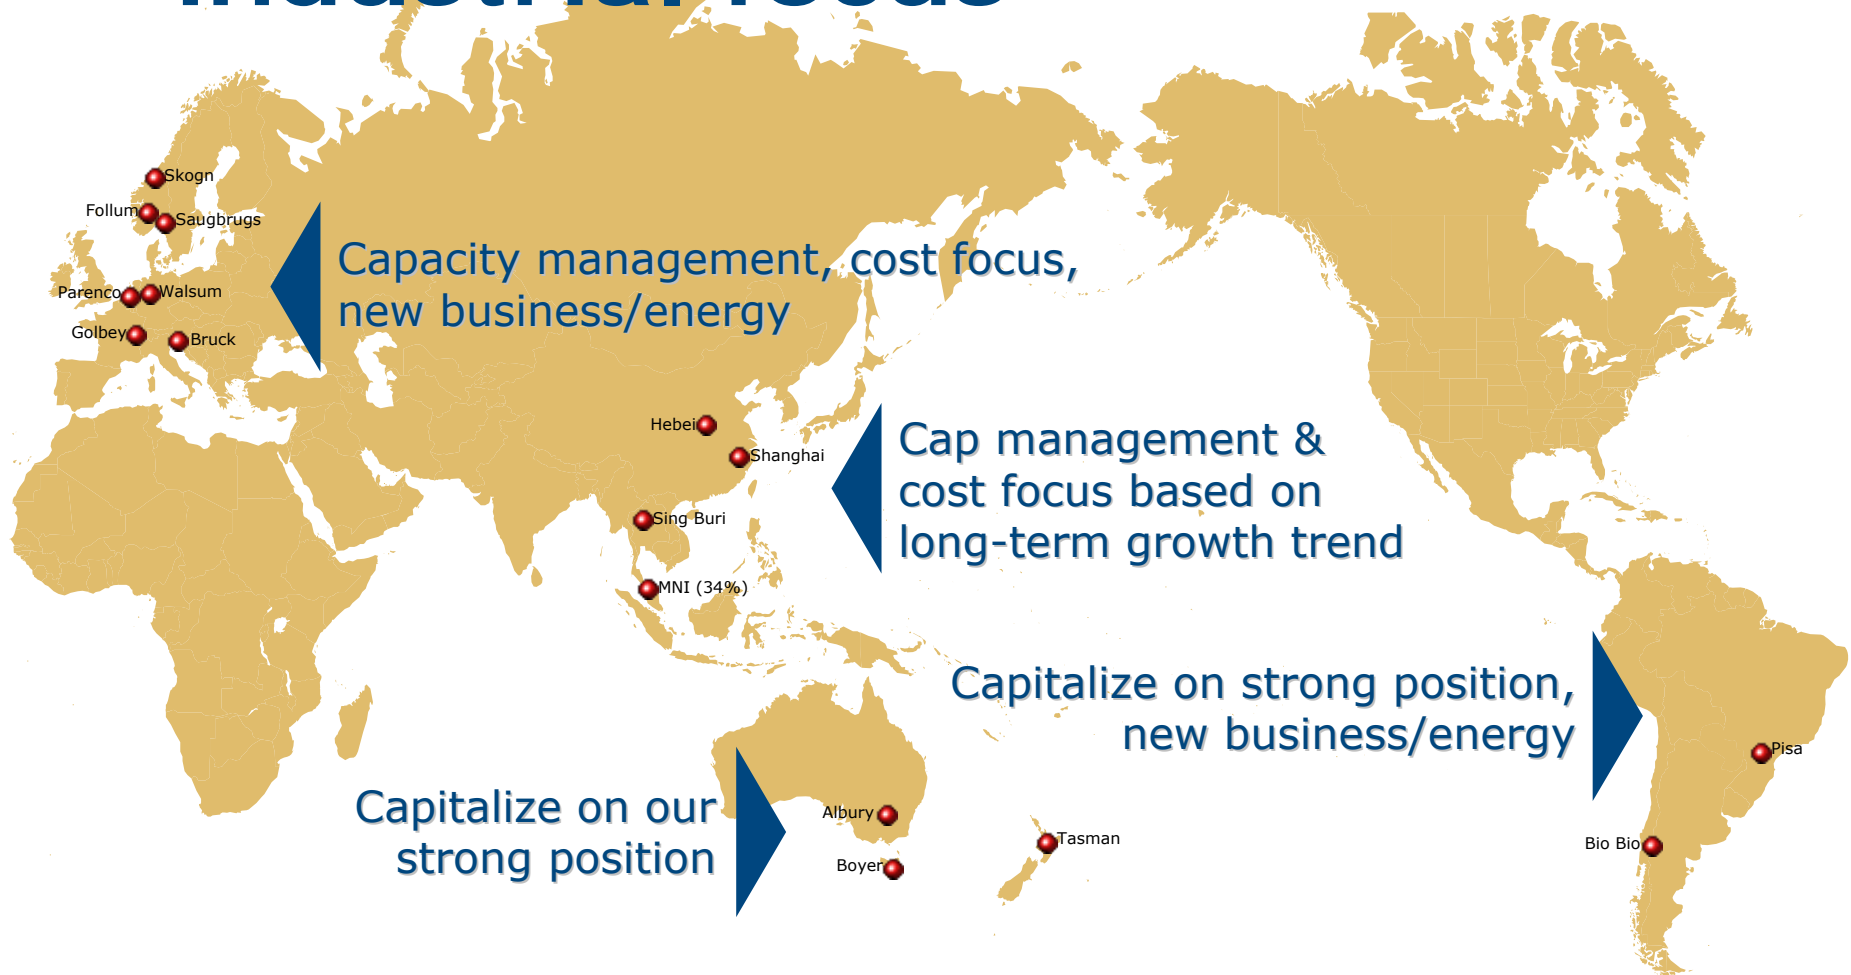 Industrial focus
Skogn
Follum
Saugbrugs
Capacity management, cost focus,
new business/energy
Parenco
Walsum
Golbey
Bruck
Hebei
Shanghai
Cap management &
cost focus based on
long-term growth trend
Sing Buri
MNI (34%)
Capitalize on strong position,
new business/energy
Pisa
Capitalize on our
strong position
Albury
Boyer
Tasman
Bio Bio